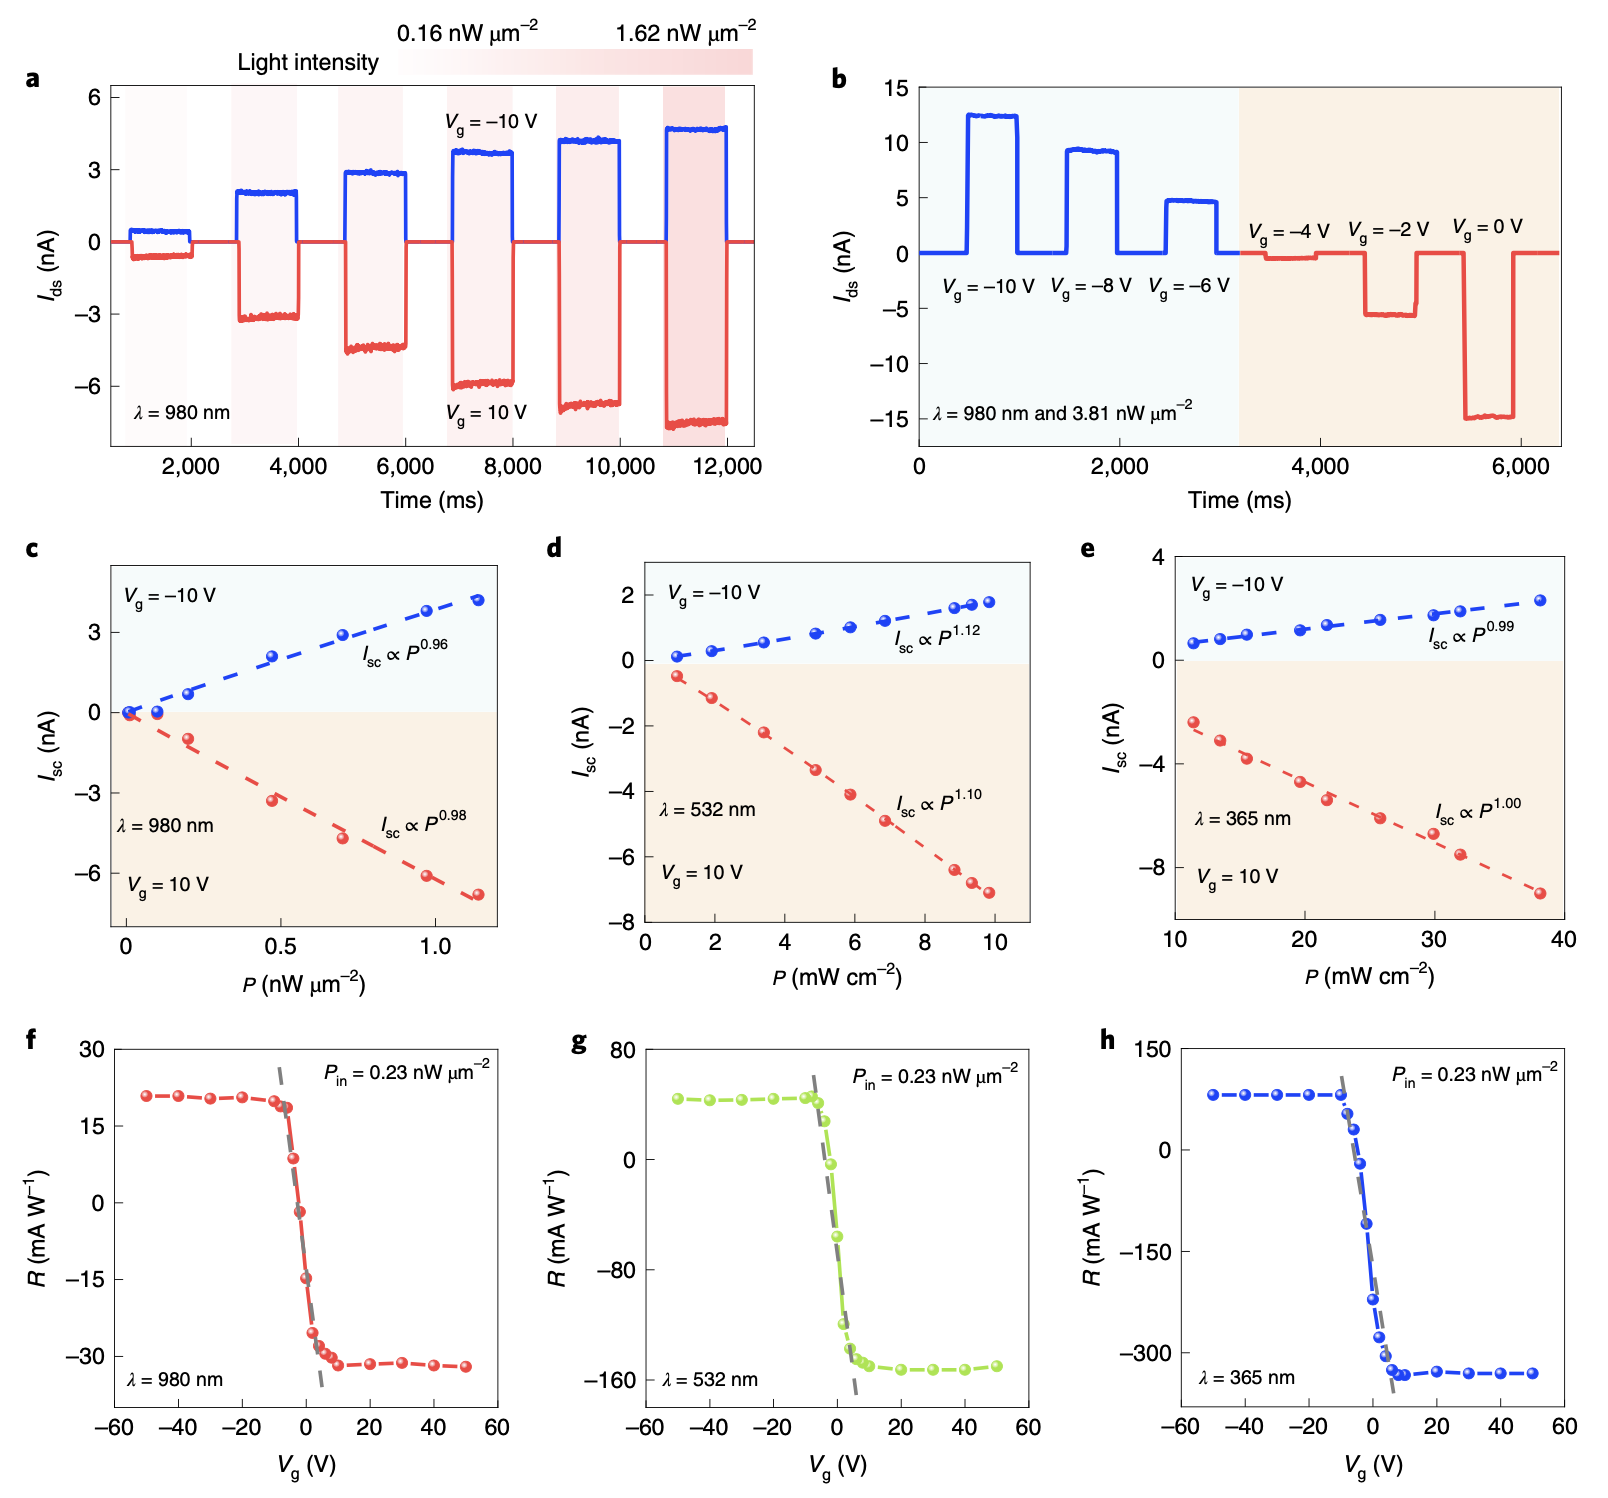 0.16 nW μm–2 1.62 nW μm–2
Light intensity
a
6
3
0
–3
–6
Ids (nA)
Vg = –10 V
Vg = 10 V
λ = 980 nm
2,000 4,000 6,000 8,000 10,000 12,000
Time (ms)
b
15
10
5
0
–5
–10
–15
Ids (nA)
Vg = –4 V Vg = –2 V Vg = 0 V
Vg = –10 V Vg = –8 V Vg = –6 V
λ = 980 nm and 3.81 nW μm–2
0 2,000 4,000 6,000
Time (ms)
c
3
0
–3
–6
Isc (nA)
Vg = –10 V
Isc ∝ P0.96
Isc ∝ P0.98
λ = 980 nm
Vg = 10 V
0 0.5 1.0
P (nW μm–2)
d
2
0
–2
–4
–6
–8
Isc (nA)
Vg = –10 V
Isc ∝ P1.12
Isc ∝ P1.10
λ = 532 nm
Vg = 10 V
0 2 4 6 8 10
P (mW cm–2)
e
4
0
–4
–8
Isc (nA)
Vg = –10 V
Isc ∝ P0.99
Isc ∝ P1.00
λ = 365 nm
Vg = 10 V
10 20 30 40
P (mW cm–2)
f
30
15
0
–15
–30
R (mA W–1)
Pin = 0.23 nW μm–2
λ = 980 nm
–60 –40 –20 0 20 40 60
Vg (V)
g
80
0
–80
–160
R (mA W–1)
Pin = 0.23 nW μm–2
λ = 532 nm
–60 –40 –20 0 20 40 60
Vg (V)
h
150
0
–150
–300
R (mA W–1)
Pin = 0.23 nW μm–2
λ = 365 nm
–60 –40 –20 0 20 40 60
Vg (V)